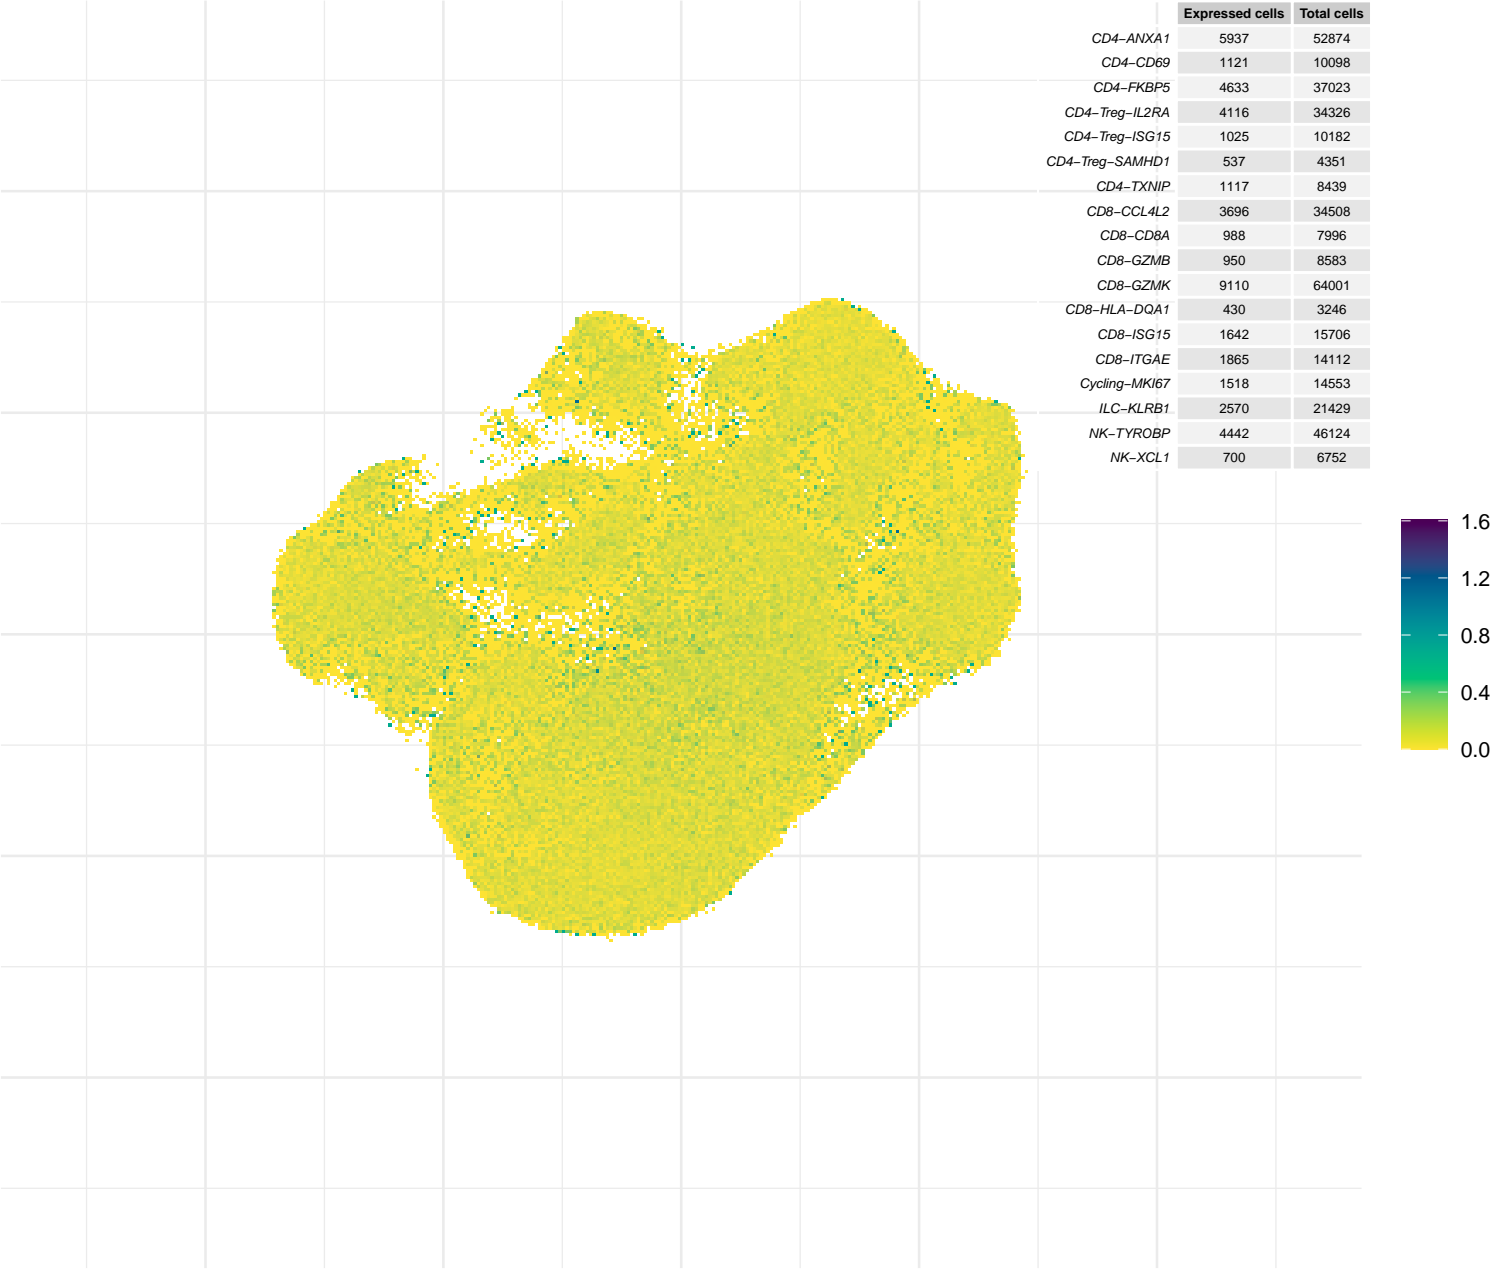 Expressed cells Total cells
CD4−ANXA1 5937 52874
CD4−CD69 1121 10098
CD4−FKBP5 4633 37023
CD4−Treg−IL2RA 4116 34326
CD4−Treg−ISG15 1025 10182
CD4−Treg−SAMHD1 537 4351
CD4−TXNIP 1117 8439
CD8−CCL4L2 3696 34508
CD8−CD8A 988 7996
CD8−GZMB 950 8583
CD8−GZMK 9110 64001
CD8−HLA−DQA1 430 3246
CD8−ISG15 1642 15706
CD8−ITGAE 1865 14112
Cycling−MKI67 1518 14553
ILC−KLRB1 2570 21429
NK−TYROBP 4442 46124
NK−XCL1 700 6752
1.6
1.2
0.8
0.4
0.0